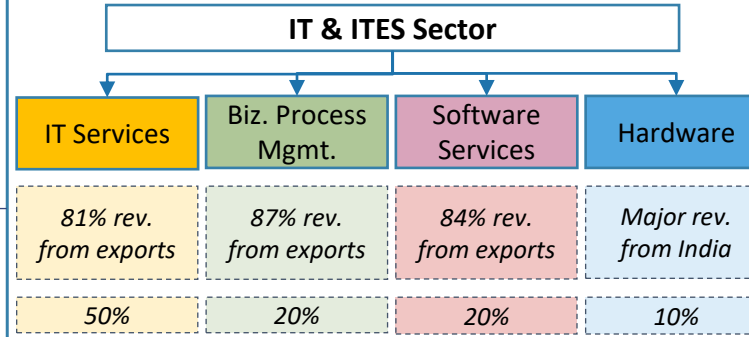 IT & ITES Sector
IT Services
Biz. Process
Mgmt.
Software
Services
Hardware
81% rev.
from exports
87% rev.
from exports
84% rev.
from exports
Major rev.
from India
50%
20%
20%
10%